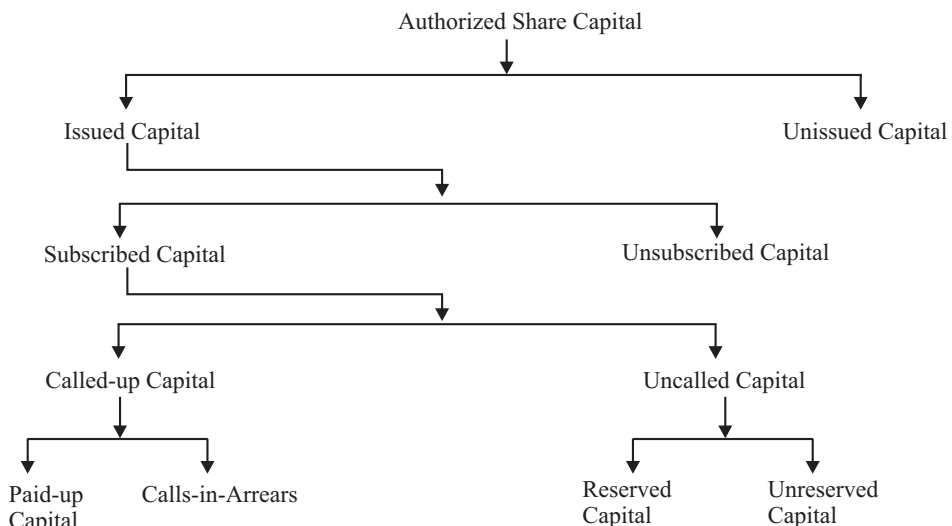 Authorized Share Capital
Issued Capital
Unissued Capital
Subscribed Capital
Unsubscribed Capital
Called-up Capital
Uncalled Capital
Paid-up
Capital
Calls-in-Arrears
Reserved
Capital
Unreserved
Capital